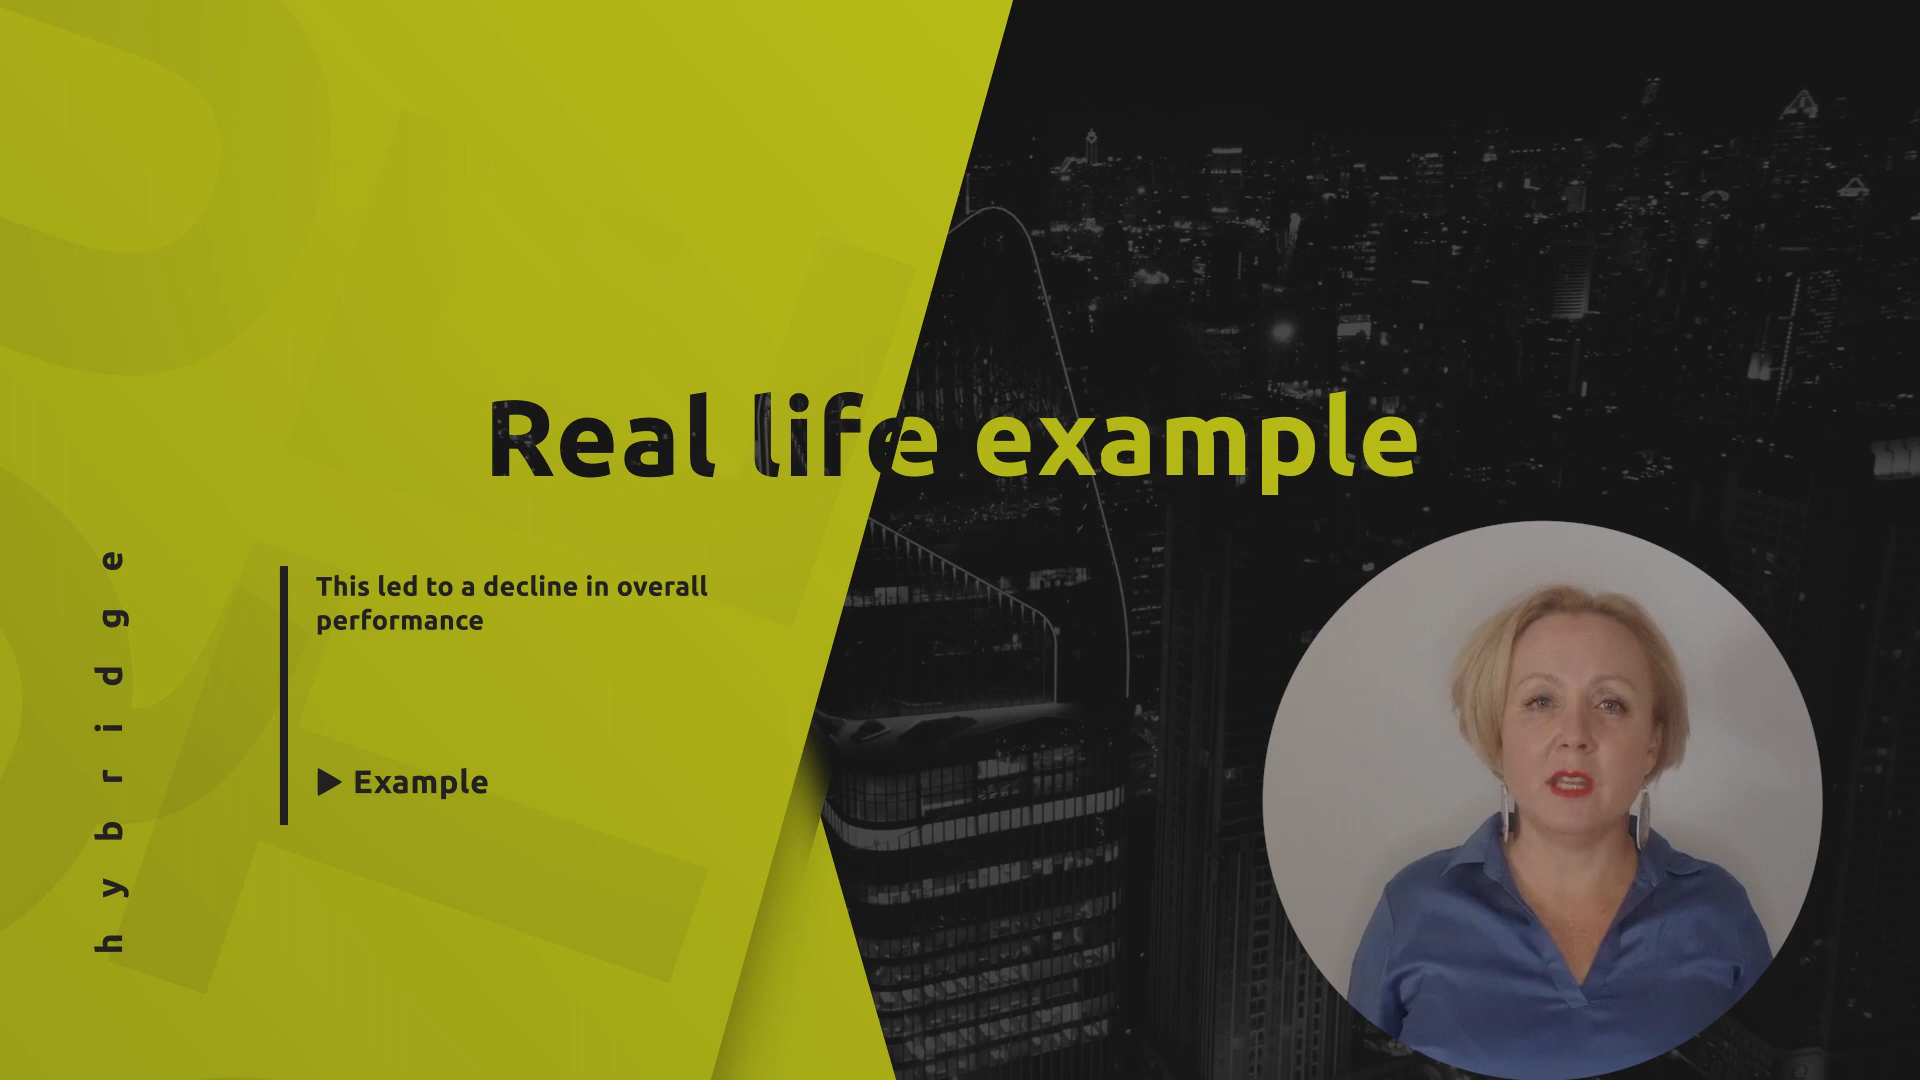 Real life example
This led to a decline in overall
performance
Example
hybridge